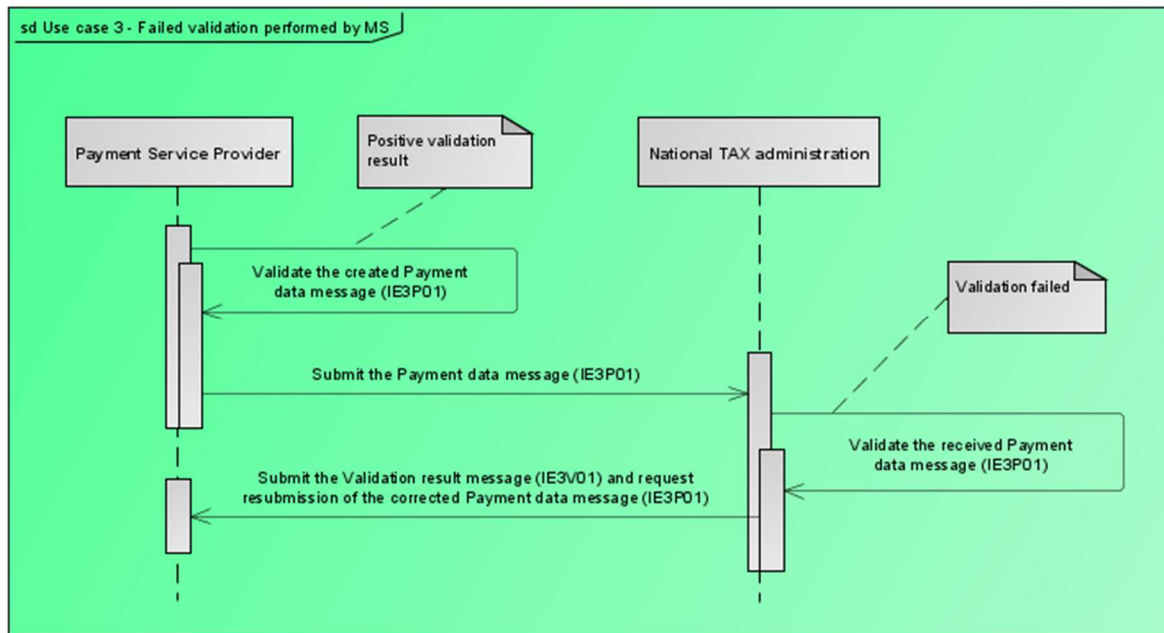 sd Use case 3 - Failed validation performed by MS
Payment Service Provider
Positive validation
result
National TAX administration
Validate the created Payment
data message (IE3P01)
Validation failed
Submit the Payment data message (IE3P01)
Validate the received Payment
data message (IE3P01)
Submit the Validation result message (IE3V01) and request
resubmission of the corrected Payment data message (IE3P01)